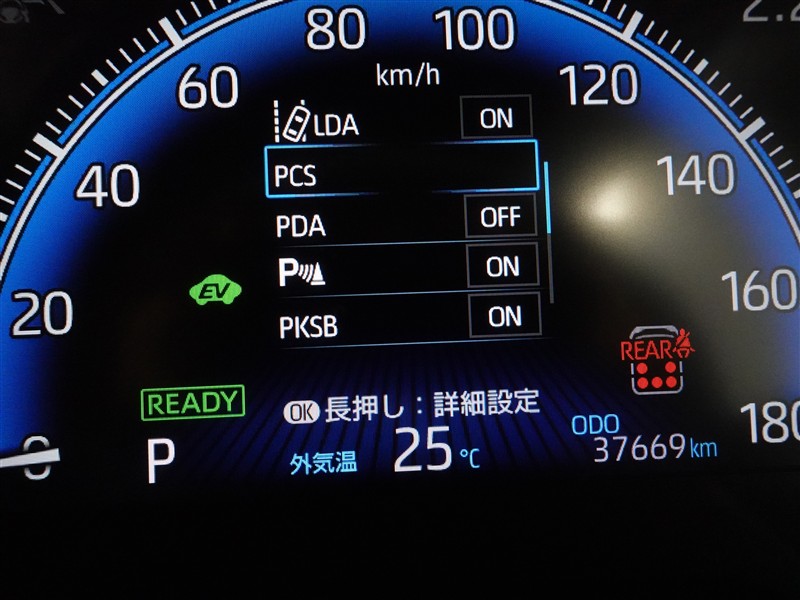 80 100
60 km/h 120
LDA ON
40 PCS 140
PDA OFF
EV P ON 160
20 PKSB ON
REAR
READY OK 長押し：詳細設定 180
ODO
0 P 外気温 25 ℃ 37669 km